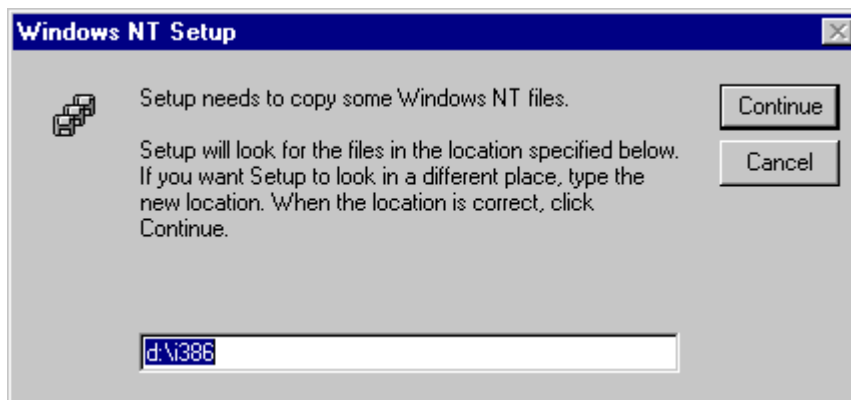 Windows NT Setup
Setup needs to copy some Windows NT files.
Continue
Setup will look for the files in the location specified below.
If you want Setup to look in a different place, type the
new location. When the location is correct, click
Continue.
Cancel
d:\i386